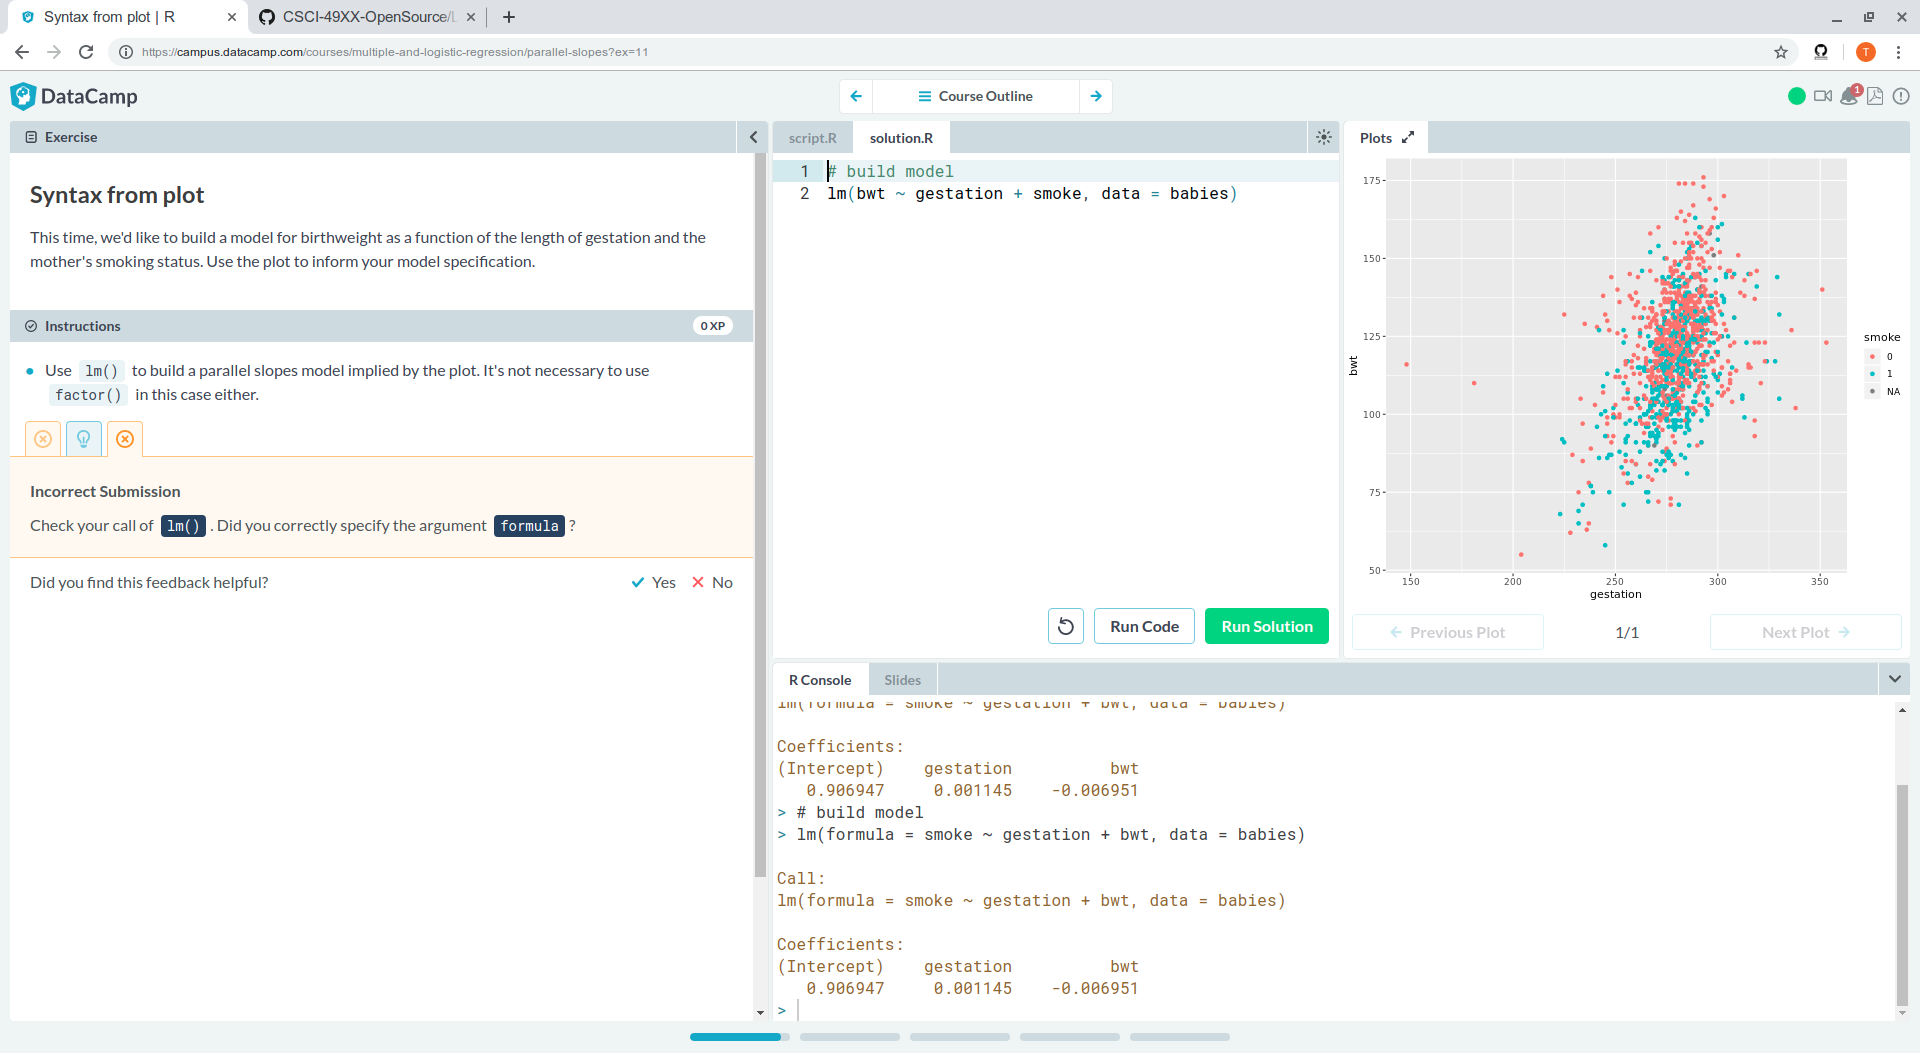 Syntax from plot | R
CSCI-49XX-OpenSource/L
https://campus.datacamp.com/courses/multiple-and-logistic-regression/parallel-slopes?ex=11
T
DataCamp
Course Outline
1
Exercise
Syntax from plot
This time, we'd like to build a model for birthweight as a function of the length of gestation and the
mother's smoking status. Use the plot to inform your model specification.
Instructions
0 XP
Use lm() to build a parallel slopes model implied by the plot. It's not necessary to use
factor() in this case either.
Incorrect Submission
Check your call of lm() . Did you correctly specify the argument formula ?
Did you find this feedback helpful?
Yes
No
script.R
solution.R
1 # build model
2 lm(bwt ~ gestation + smoke, data = babies)
Run Code
Run Solution
Plots
175
150
125
100
75
50
150 200 250 300 350
gestation
bwt
smoke
0
1
NA
Previous Plot
1/1
Next Plot
R Console
Slides
lm(formula = smoke ~ gestation + bwt, data = babies)
Coefficients:
(Intercept) gestation bwt
0.906947 0.001145 -0.006951
> # build model
> lm(formula = smoke ~ gestation + bwt, data = babies)
Call:
lm(formula = smoke ~ gestation + bwt, data = babies)
Coefficients:
(Intercept) gestation bwt
0.906947 0.001145 -0.006951
>